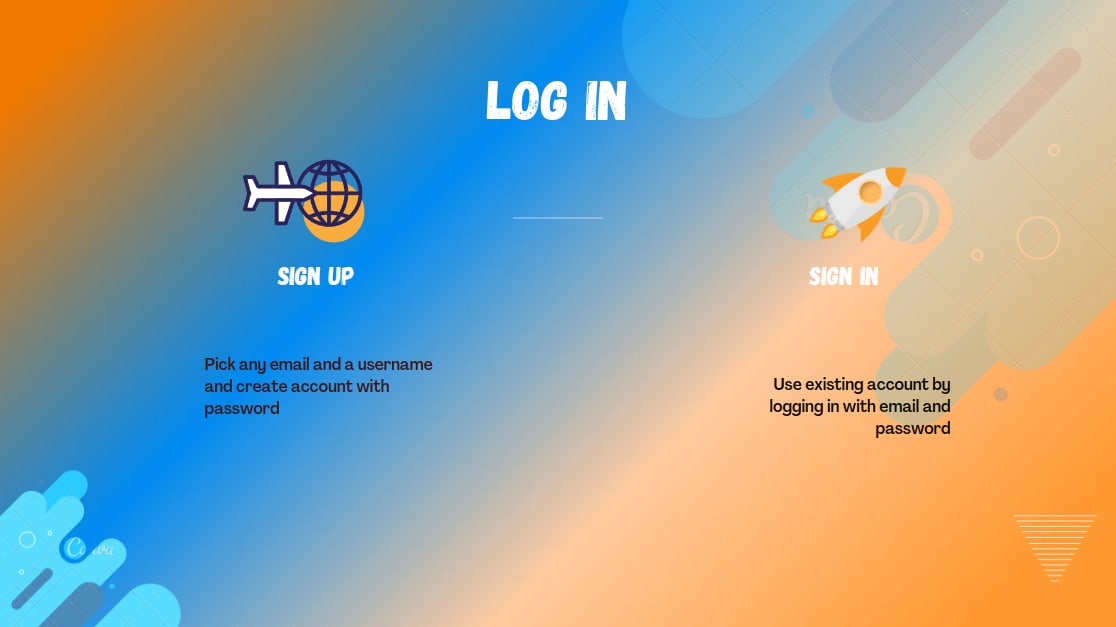 LOG IN
SIGN UP
SIGN IN
Pick any email and a username
and create account with
password
Use existing account by
logging in with email and
password
Canva